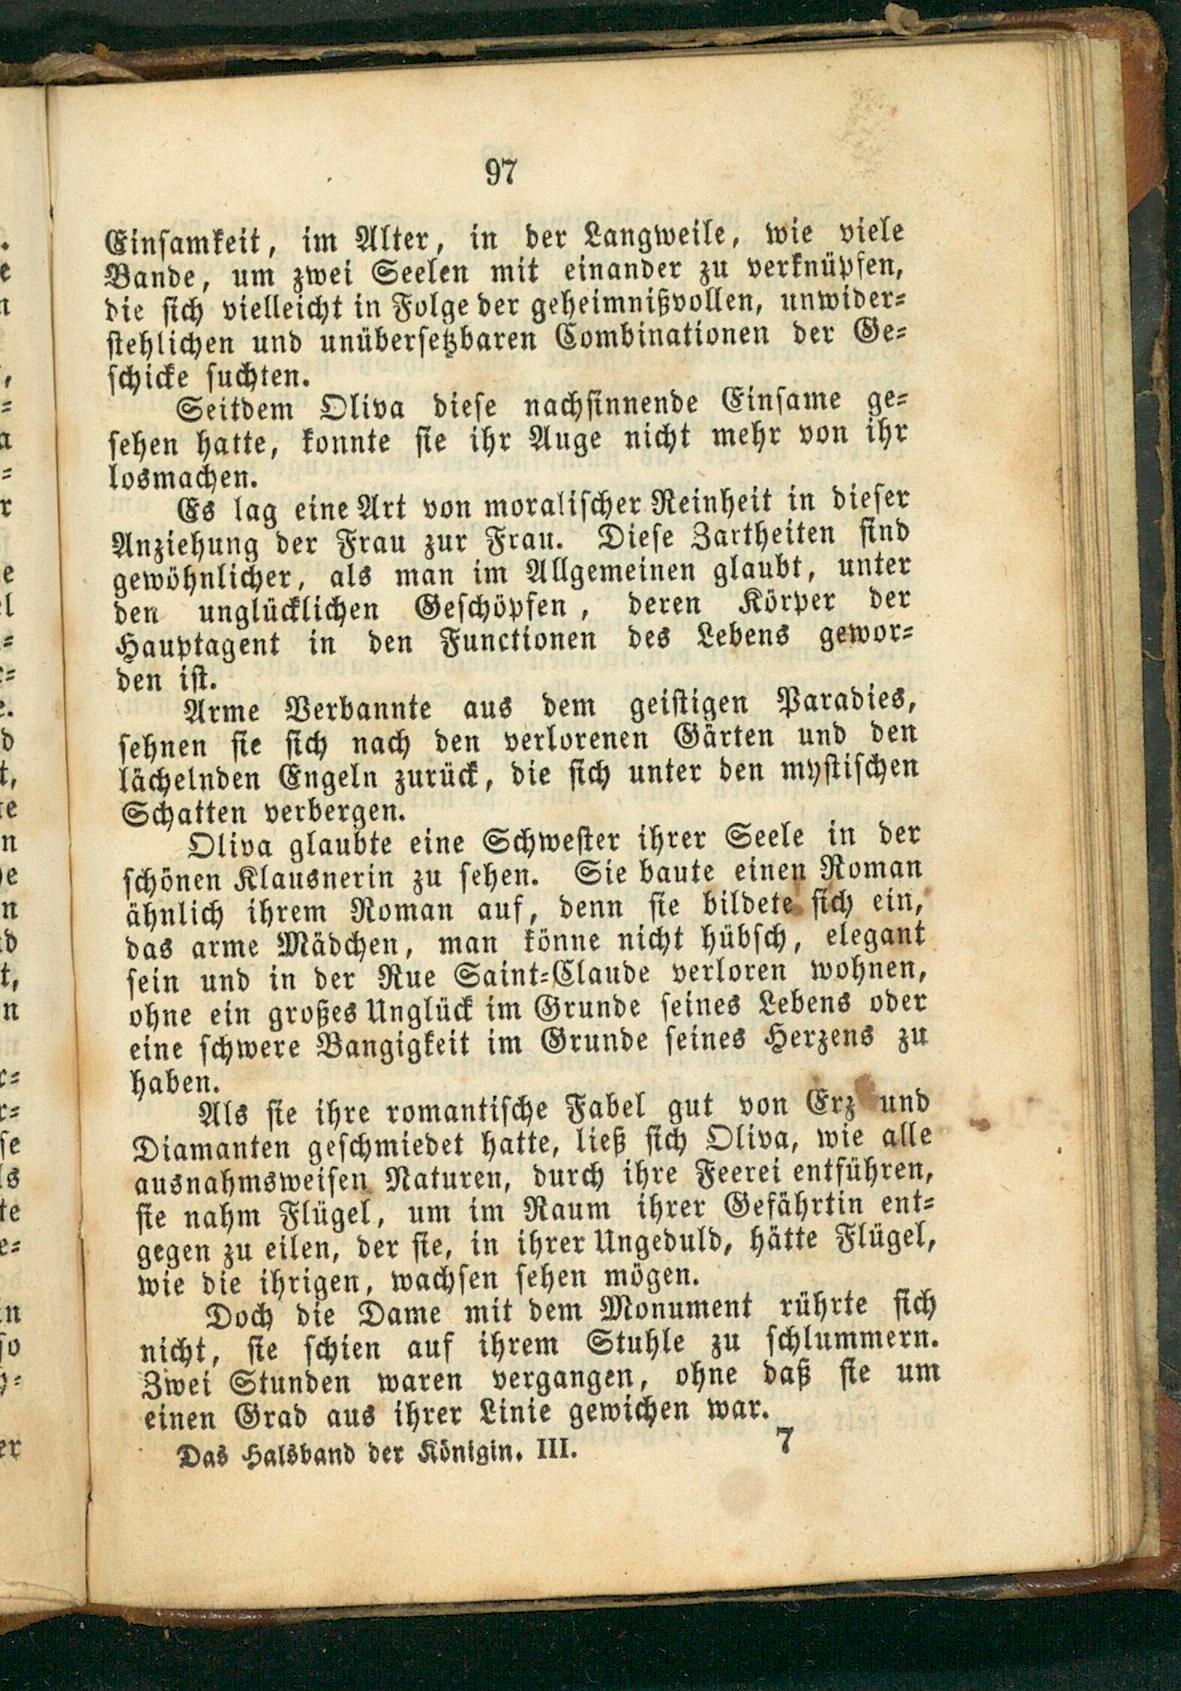 97
Einsamkeit, im Alter, in der Langweile, wie viele
Bande, um zwei Seelen mit einander zu verknüpfen,
die sich vielleicht in Folge der geheimnißvollen, unwider-
stehlichen und unübersetzbaren Combinationen der Ge-
schicke suchten.
Seitdem Oliva diese nachsinnende Einsame ge-
sehen hatte, konnte sie ihr Auge nicht mehr von ihr
losmachen.
Es lag eine Art von moralischer Reinheit in dieser
Anziehung der Frau zur Frau. Diese Zartheiten sind
gewöhnlicher, als man im Allgemeinen glaubt, unter
den unglücklichen Geschöpfen, deren Körper der
Hauptagent in den Functionen des Lebens gewor-
den ist.
Arme Verbannte aus dem geistigen Paradies,
sehnen sie sich nach den verlorenen Gärten und den
lächelnden Engeln zurück, die sich unter den mystischen
Schatten verbergen.
Oliva glaubte eine Schwester ihrer Seele in der
schönen Klausnerin zu sehen. Sie baute einen Roman
ähnlich ihrem Roman auf, denn sie bildete sich ein,
das arme Mädchen, man könne nicht hübsch, elegant
sein und in der Rue Saint-Claude verloren wohnen,
ohne ein großes Unglück im Grunde seines Lebens oder
eine schwere Bangigkeit im Grunde seines Herzens zu
haben.
Als sie ihre romantische Fabel gut von Erz und
Diamanten geschmiedet hatte, ließ sich Oliva, wie alle
ausnahmsweisen Naturen, durch ihre Feerei entführen,
sie nahm Flügel, um im Raum ihrer Gefährtin ent-
gegen zu eilen, der sie, in ihrer Ungeduld, hätte Flügel,
wie die ihrigen, wachsen sehen mögen.
Doch die Dame mit dem Monument rührte sich
nicht, sie schien auf ihrem Stuhle zu schlummern.
Zwei Stunden waren vergangen, ohne daß sie um
einen Grad aus ihrer Linie gewichen war.
Das Halsband der Königin. III. 7